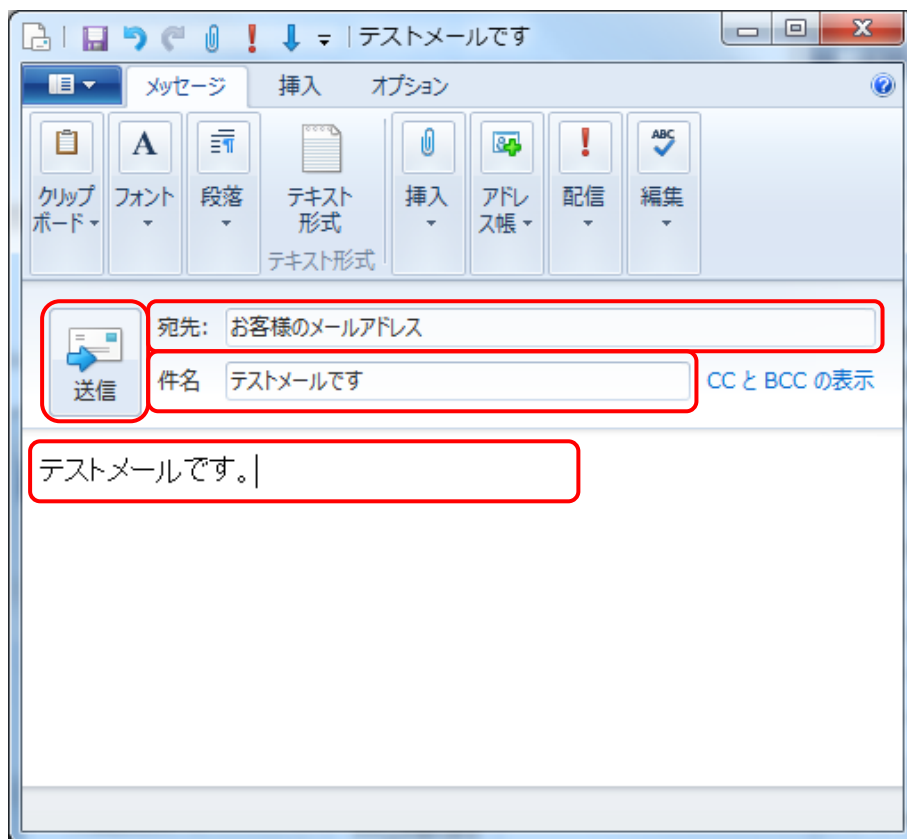 テストメールです
メッセージ 挿入 オプション
クリップ
ボード
フォント
段落
テキスト
形式
テキスト形式
挿入
アドレ
ス帳
配信
ABC
編集
宛先: お客様のメールアドレス
送信
件名 テストメールです CC と BCC の表示
テストメールです。